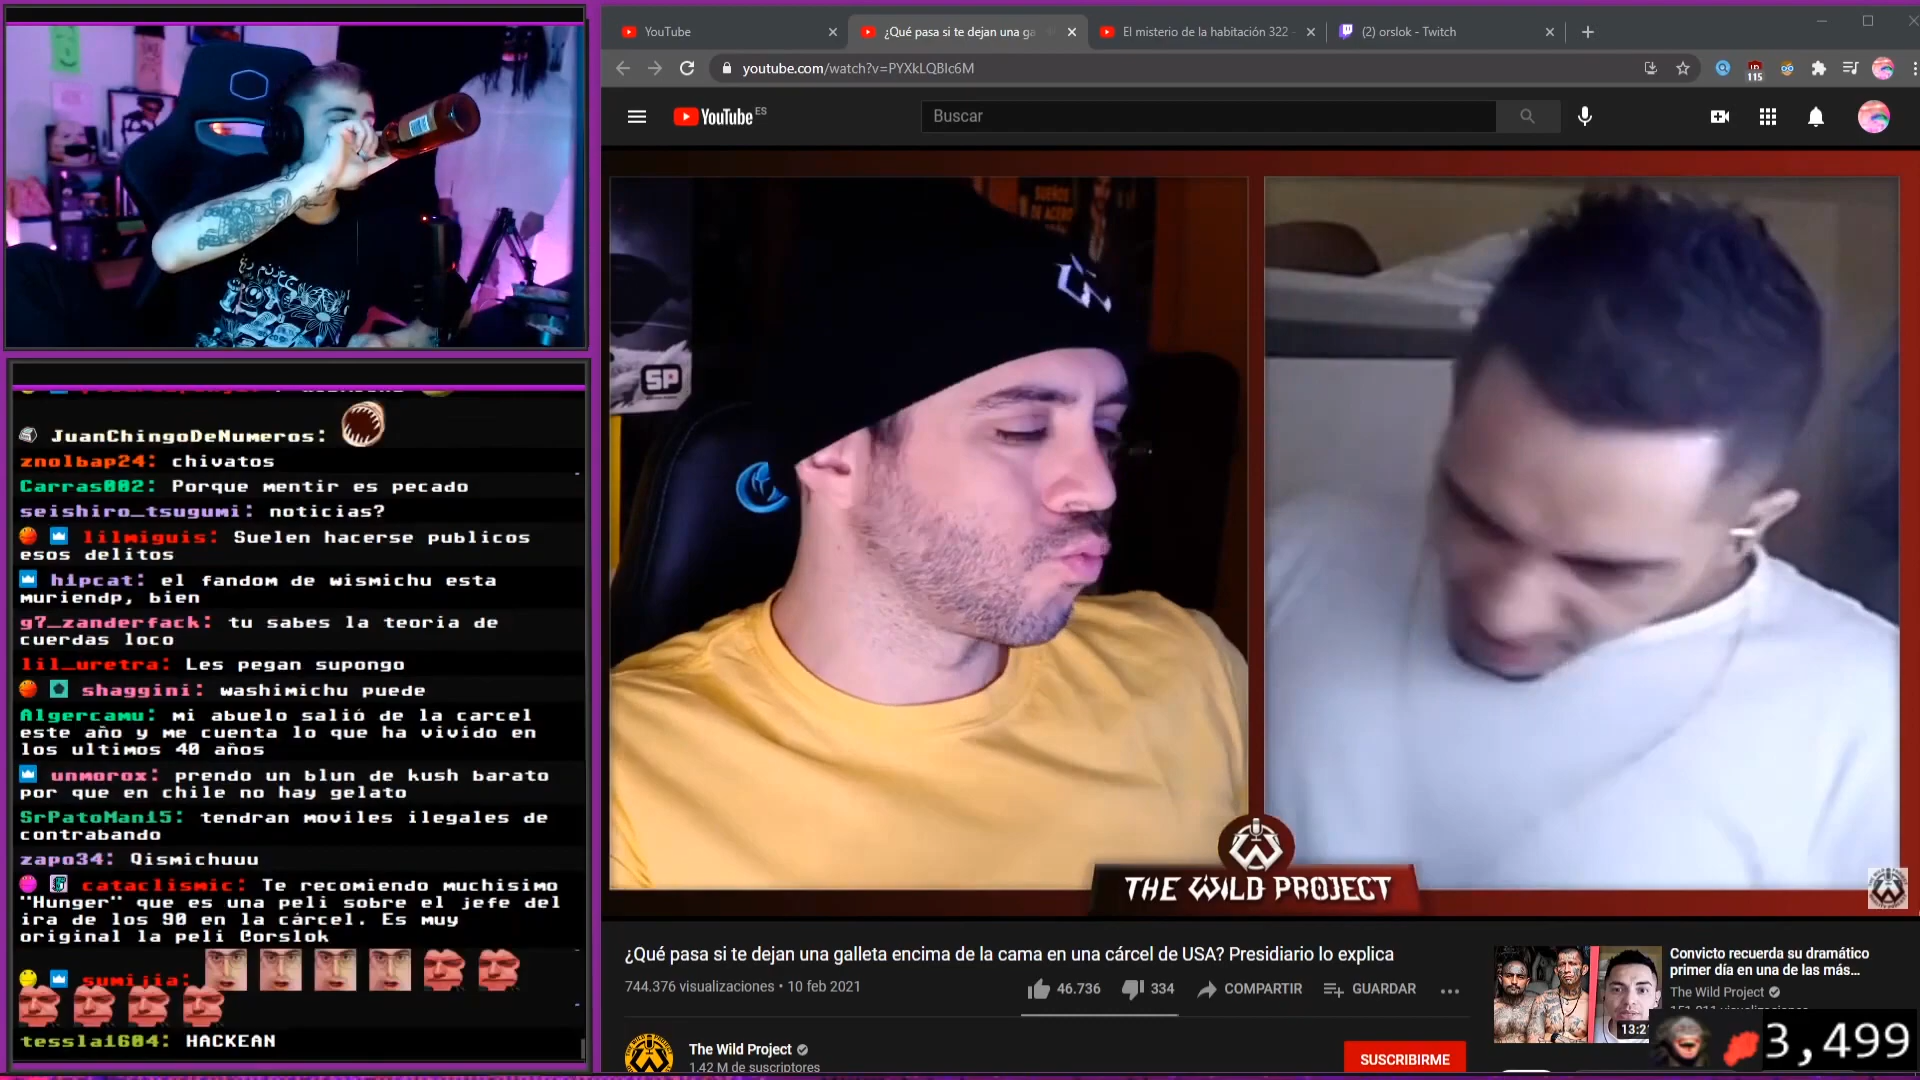 YouTube
¿Qué pasa si te dejan una ga
El misterio de la habitación 322 -
(2) orslok - Twitch
youtube.com/watch?v=PYXkLQBIc6M
115
YouTube ES
Buscar
SUEÑOS
DE ACERO
SP
THE WILD PROJECT
JuanChingoDeNumeros:
znolbap24: chivatos
Carras002: Porque mentir es pecado
seishiro_tsugumi: noticias?
lilmiguis: Suelen hacerse publicos
esos delitos
hipcat: el fandom de wismichu esta
muriendp, bien
g7_zanderfack: tu sabes la teoria de
cuerdas loco
lil_uretra: Les pegan supongo
shaggini: washimichu puede
Algercamu: mi abuelo salió de la carcel
este año y me cuenta lo que ha vivido en
los ultimos 40 años
unmorox: prendo un blun de kush barato
por que en chile no hay gelato
SrPatoMan15: tendran moviles ilegales de
contrabando
zapo34: Qismichuuu
cataclismic: Te recomiendo muchisimo
"Hunger" que es una peli sobre el jefe del
ira de los 90 en la cárcel. Es muy
original la peli @orslok
sumijia:
tessla1604: HACKEAN
¿Qué pasa si te dejan una galleta encima de la cama en una cárcel de USA? Presidiario lo explica
744.376 visualizaciones • 10 feb 2021
46.736
334
COMPARTIR
GUARDAR
The Wild Project
1.42 M de suscriptores
SUSCRIBIRME
Convicto recuerda su dramático
primer día en una de las más...
The Wild Project
13:2
3,499